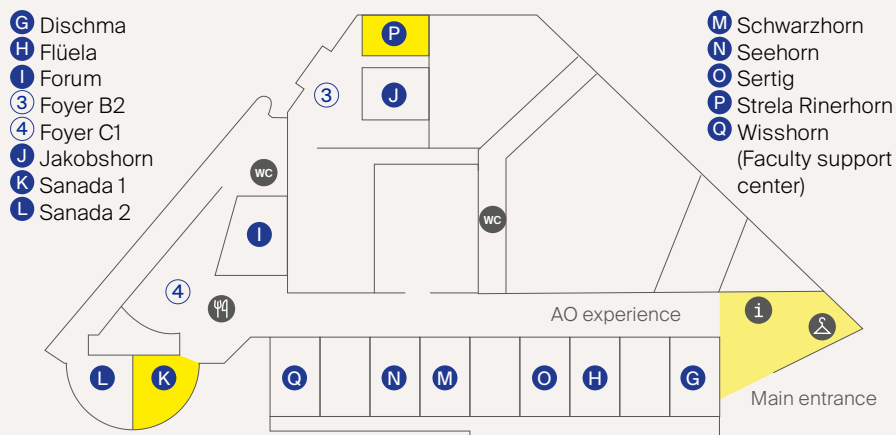 G Dischma
H Flüela
I Forum
3 Foyer B2
4 Foyer C1
J Jakobshorn
K Sanada 1
L Sanada 2
M Schwarzhorn
N Seehorn
O Sertig
P Strela Rinerhorn
Q Wisshorn
(Faculty support
center)
P
3
J
WC
WC
I
4
i
AO experience
L
K
Q
N
M
O
H
G
Main entrance